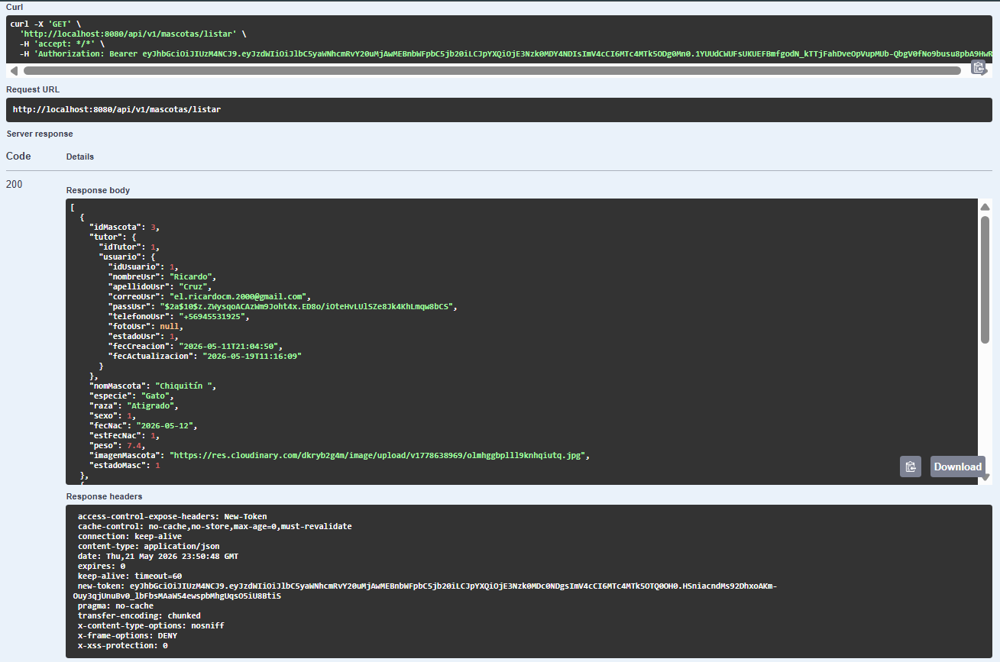 Curl
curl -X 'GET' \
'http://localhost:8080/api/v1/mascotas/listar' \
-H 'accept: */*' \
-H 'Authorization: Bearer eyJhbGciOiJIUzM4NCJ9.eyJzdWIiOiJlbC5yaWNhcmRvY20uMjAwMEBnbWFpbC5jb20iLCJpYXQiOjE3Nzk0MDY4NDIsImV4cCI6MTc4MTk5ODg0Mn0.1YUUdCWUFsUKUEFBmfgodN_kTTjFahDveOpVupMUb-QbgV0fNo9busu8pbA9HwR
Request URL
http://localhost:8080/api/v1/mascotas/listar
Server response
Code Details
200
Response body
[
{
"idMascota": 3,
"tutor": {
"idTutor": 1,
"usuario": {
"idUsuario": 1,
"nombreUsr": "Ricardo",
"apellidoUsr": "Cruz",
"correoUsr": "el.ricardocm.2000@gmail.com",
"passUsr": "$2a$10$z.ZWysqoACAzWm9Joht4x.ED8o/iOteHvLUlSZe8Jk4KhLmqw8bCS",
"telefonoUsr": "+56945531925",
"fotoUsr": null,
"estadoUsr": 1,
"fecCreacion": "2026-05-11T21:04:50",
"fecActualizacion": "2026-05-19T11:16:09"
}
},
"nomMascota": "Chiquitín ",
"especie": "Gato",
"raza": "Atigrado",
"sexo": 1,
"fecNac": "2026-05-12",
"estFecNac": 1,
"peso": 7.4,
"imagenMascota": "https://res.cloudinary.com/dkryb2g4m/image/upload/v1778638969/olmhggbplll9knhqiutq.jpg",
"estadoMasc": 1
},
{
Download
Response headers
access-control-expose-headers: New-Token
cache-control: no-cache,no-store,max-age=0,must-revalidate
connection: keep-alive
content-type: application/json
date: Thu,21 May 2026 23:50:48 GMT
expires: 0
keep-alive: timeout=60
new-token: eyJhbGciOiJIUzM4NCJ9.eyJzdWIiOiJlbC5yaWNhcmRvY20uMjAwMEBnbWFpbC5jb20iLCJpYXQiOjE3Nzk0MDc0NDgsImV4cCI6MTc4MTk5OTQ0OH0.HSniacndMs92DhxoAKm-
Ouy3qjUnuBv0_lbFbsMAaW54ewspbMhgUqsO5iU8BtiS
pragma: no-cache
transfer-encoding: chunked
x-content-type-options: nosniff
x-frame-options: DENY
x-xss-protection: 0